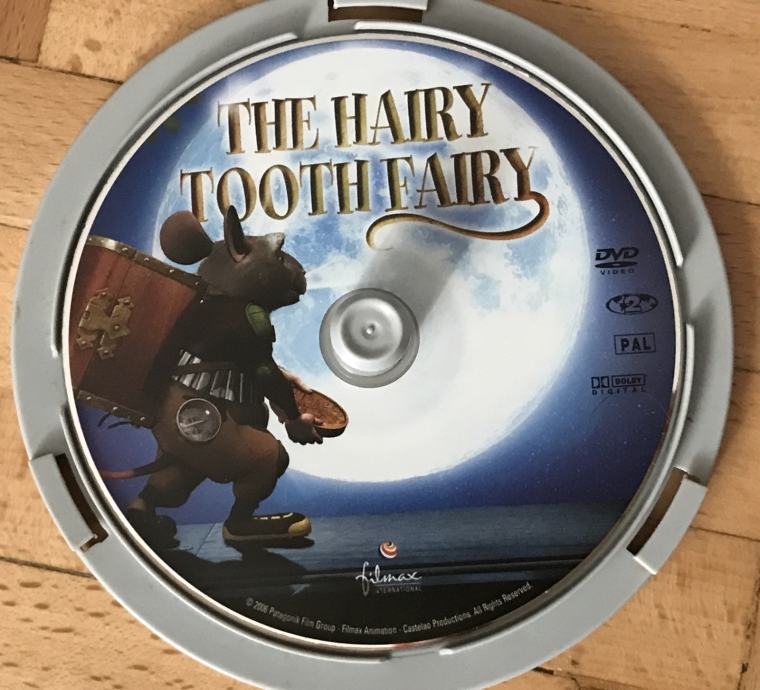 THE HAIRY
TOOTH FAIRY
DVD
VIDEO
2
PAL
DOLBY
DIGITAL
filmax
INTERNATIONAL
© 2006 Patagonik Film Group · Filmax Animation · Castelao Productions. All Rights Reserved.